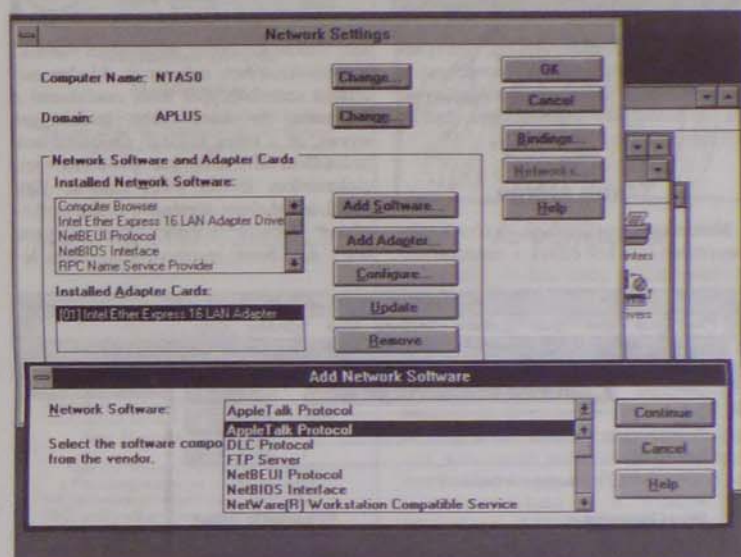 Network Settings
Computer Name: NTAS0
Change...
OK
Cancel
Domain: APLUS
Change...
Bindings...
Networks...
Help
Network Software and Adapter Cards
Installed Network Software:
Computer Browser
Intel Ether Express 16 LAN Adapter Drive
NetBEUI Protocol
NetBIOS Interface
RPC Name Service Provider
Add Software...
Add Adapter...
Configure...
Installed Adapter Cards:
[01] Intel Ether Express 16 LAN Adapter
Update
Remove
Add Network Software
Network Software:
AppleTalk Protocol
Continue
Select the software compo
from the vendor.
AppleTalk Protocol
DLC Protocol
FTP Server
NetBEUI Protocol
NetBIOS Interface
NetWare(R) Workstation Compatible Service
Cancel
Help